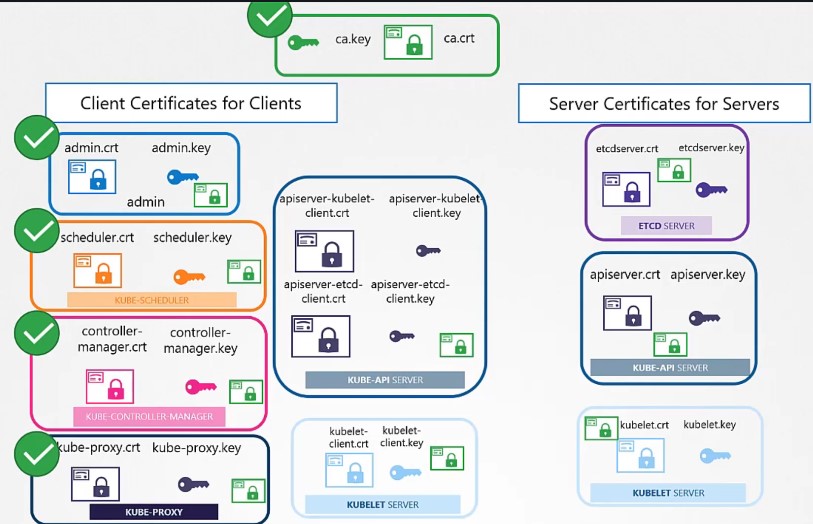 ca.key ca.crt
Client Certificates for Clients
Server Certificates for Servers
admin.crt admin.key
admin
scheduler.crt scheduler.key
KUBE-SCHEDULER
controller-
manager.crt
controller-
manager.key
KUBE-CONTROLLER-MANAGER
kube-proxy.crt kube-proxy.key
KUBE-PROXY
apiserver-kubelet-
client.crt
apiserver-kubelet-
client.key
apiserver-etcd-
client.crt
apiserver-etcd-
client.key
KUBE-API SERVER
kubelet-
client.crt
kubelet-
client.key
KUBELET SERVER
etcdserver.crt etcdserver.key
ETCD SERVER
apiserver.crt apiserver.key
KUBE-API SERVER
kubelet.crt kubelet.key
KUBELET SERVER